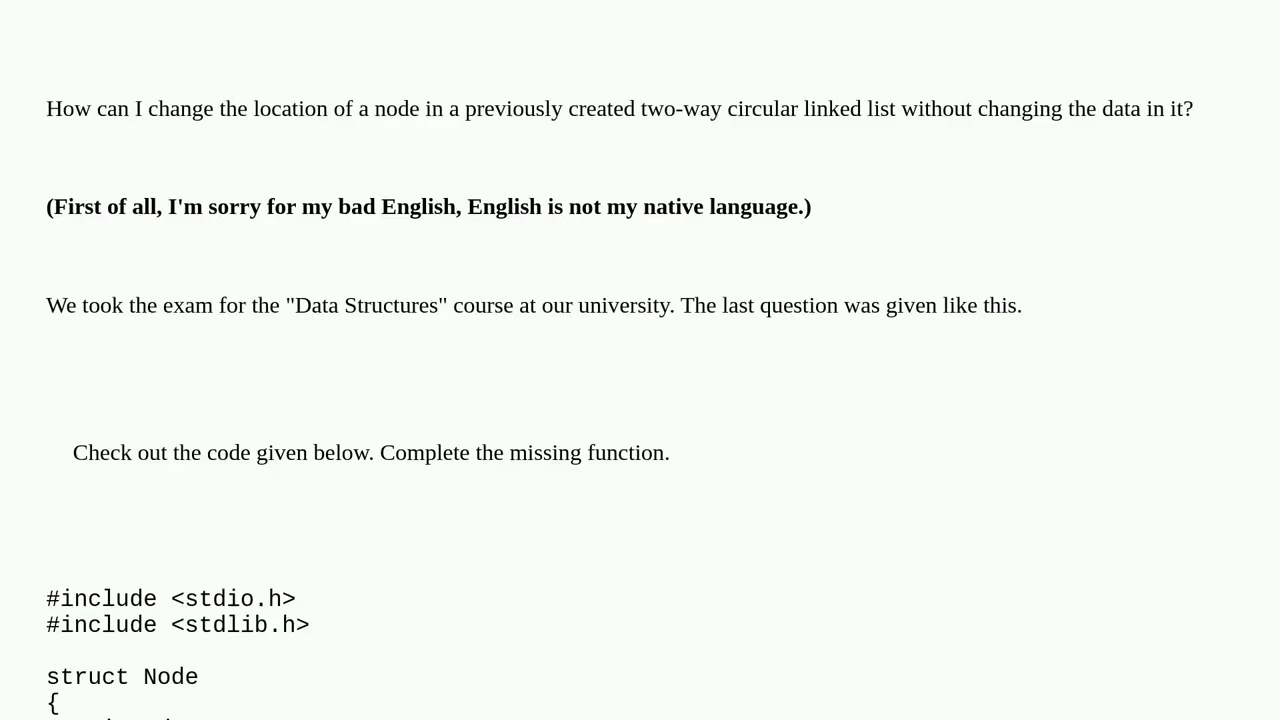 How can I change the location of a node in a previously created two-way circular linked list without changing the data in it?
(First of all, I'm sorry for my bad English, English is not my native language.)
We took the exam for the "Data Structures" course at our university. The last question was given like this.
Check out the code given below. Complete the missing function.
#include <stdio.h>
#include <stdlib.h>
struct Node
{